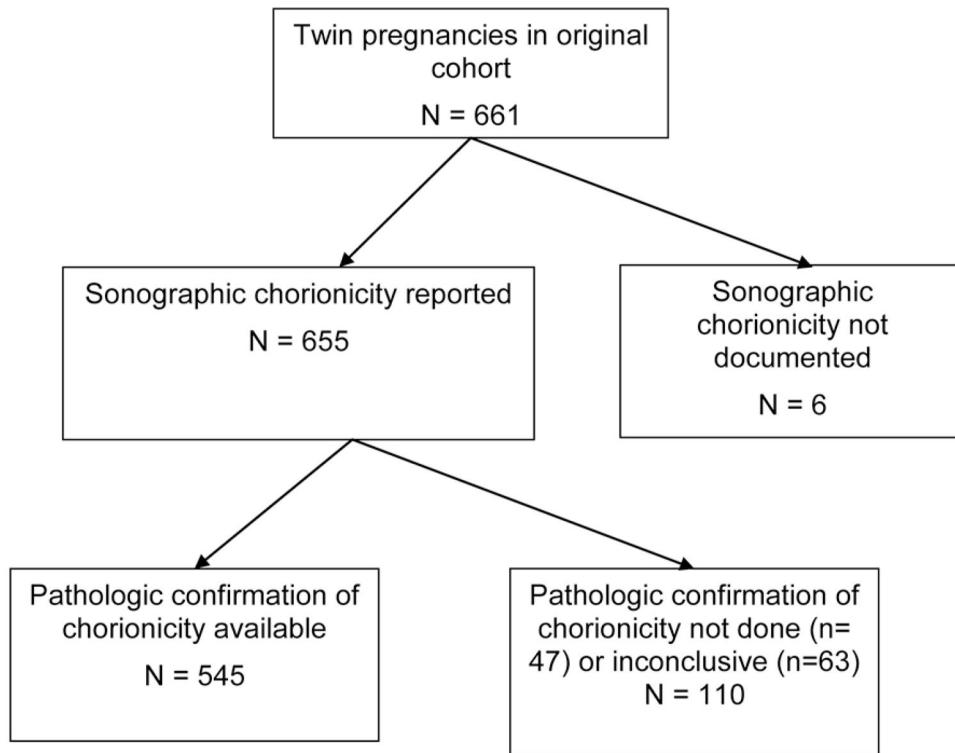 Twin pregnancies in original
cohort
N = 661
Sonographic chorionicity reported
N = 655
Sonographic
chorionicity not
documented
N = 6
Pathologic confirmation of
chorionicity available
N = 545
Pathologic confirmation of
chorionicity not done (n=
47) or inconclusive (n=63)
N = 110